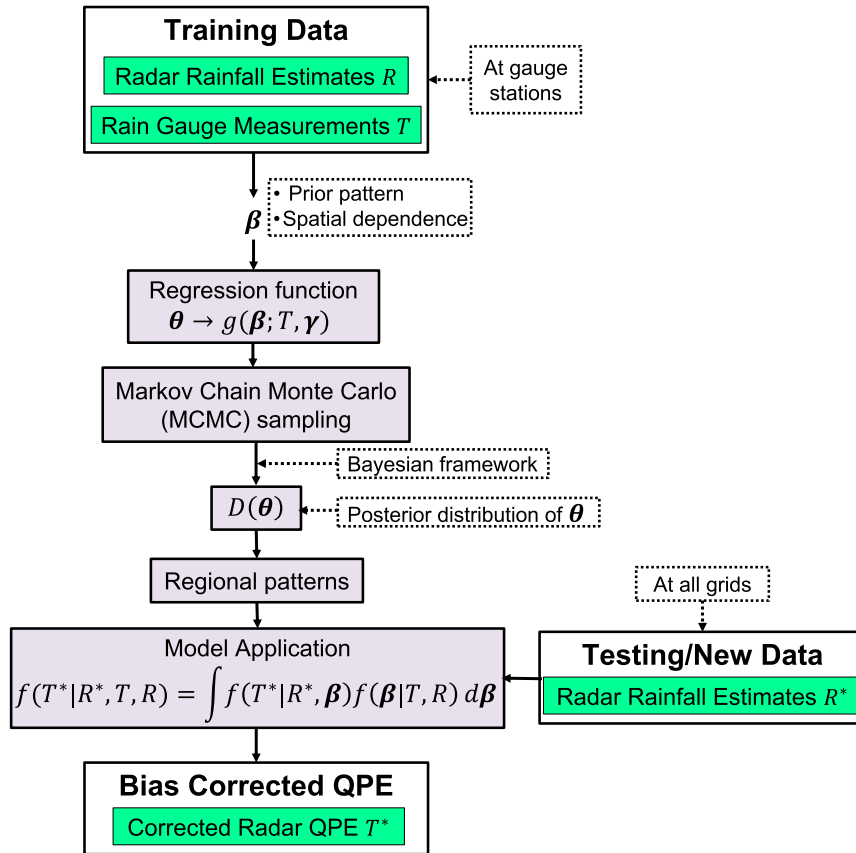 Training Data
Radar Rainfall Estimates R
Rain Gauge Measurements T
At gauge
stations
• Prior pattern
•Spatial dependence
β
Regression function
θ → g(β; T, γ)
Markov Chain Monte Carlo
(MCMC) sampling
Bayesian framework
D(θ)
Posterior distribution of θ
Regional patterns
At all grids
Model Application
f(T*|R*, T, R) = ∫ f(T*|R*, β)f(β|T, R) dβ
Testing/New Data
Radar Rainfall Estimates R*
Bias Corrected QPE
Corrected Radar QPE T*